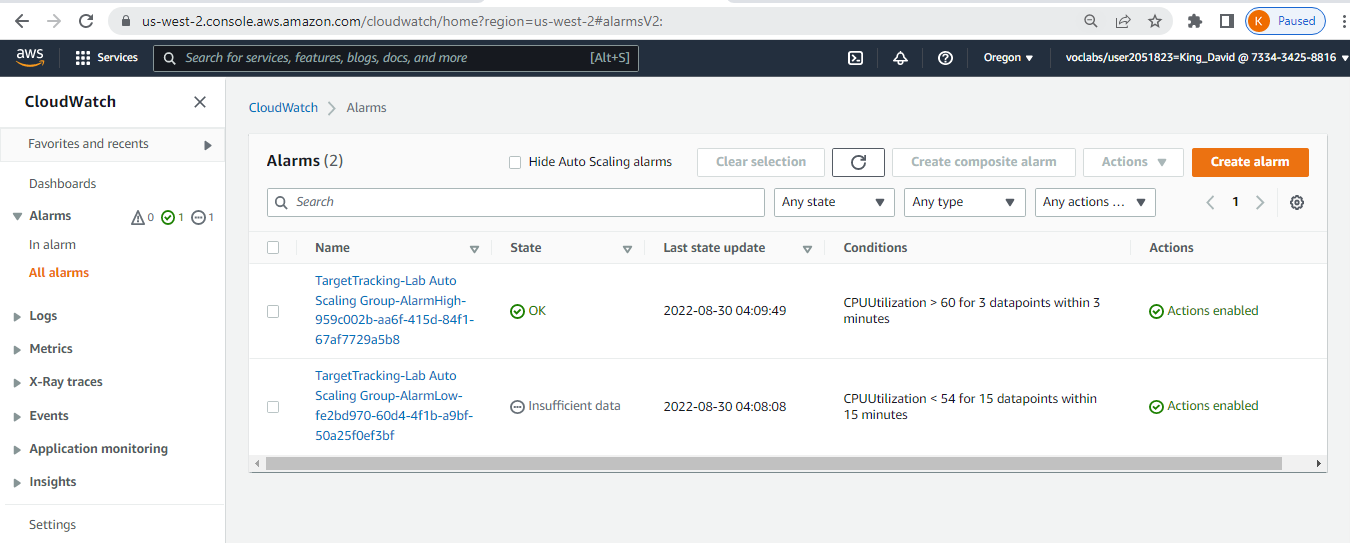 us-west-2.console.aws.amazon.com/cloudwatch/home?region=us-west-2#alarmsV2:
K Paused
aws
Services
Search for services, features, blogs, docs, and more [Alt+S]
Oregon
voclabs/user2051823=King_David @ 7334-3425-8816
CloudWatch
Favorites and recents
Dashboards
Alarms 0 1 1
In alarm
All alarms
Logs
Metrics
X-Ray traces
Events
Application monitoring
Insights
Settings
CloudWatch Alarms
Alarms (2)
Hide Auto Scaling alarms
Clear selection
Create composite alarm
Actions
Create alarm
Search
Any state
Any type
Any actions ...
1
Name State Last state update Conditions Actions
TargetTracking-Lab Auto
Scaling Group-AlarmHigh-
959c002b-aa6f-415d-84f1-
67af7729a5b8
OK
2022-08-30 04:09:49
CPUUtilization > 60 for 3 datapoints within 3
minutes
Actions enabled
TargetTracking-Lab Auto
Scaling Group-AlarmLow-
fe2bd970-60d4-4f1b-a9bf-
50a25f0ef3bf
Insufficient data
2022-08-30 04:08:08
CPUUtilization < 54 for 15 datapoints within
15 minutes
Actions enabled